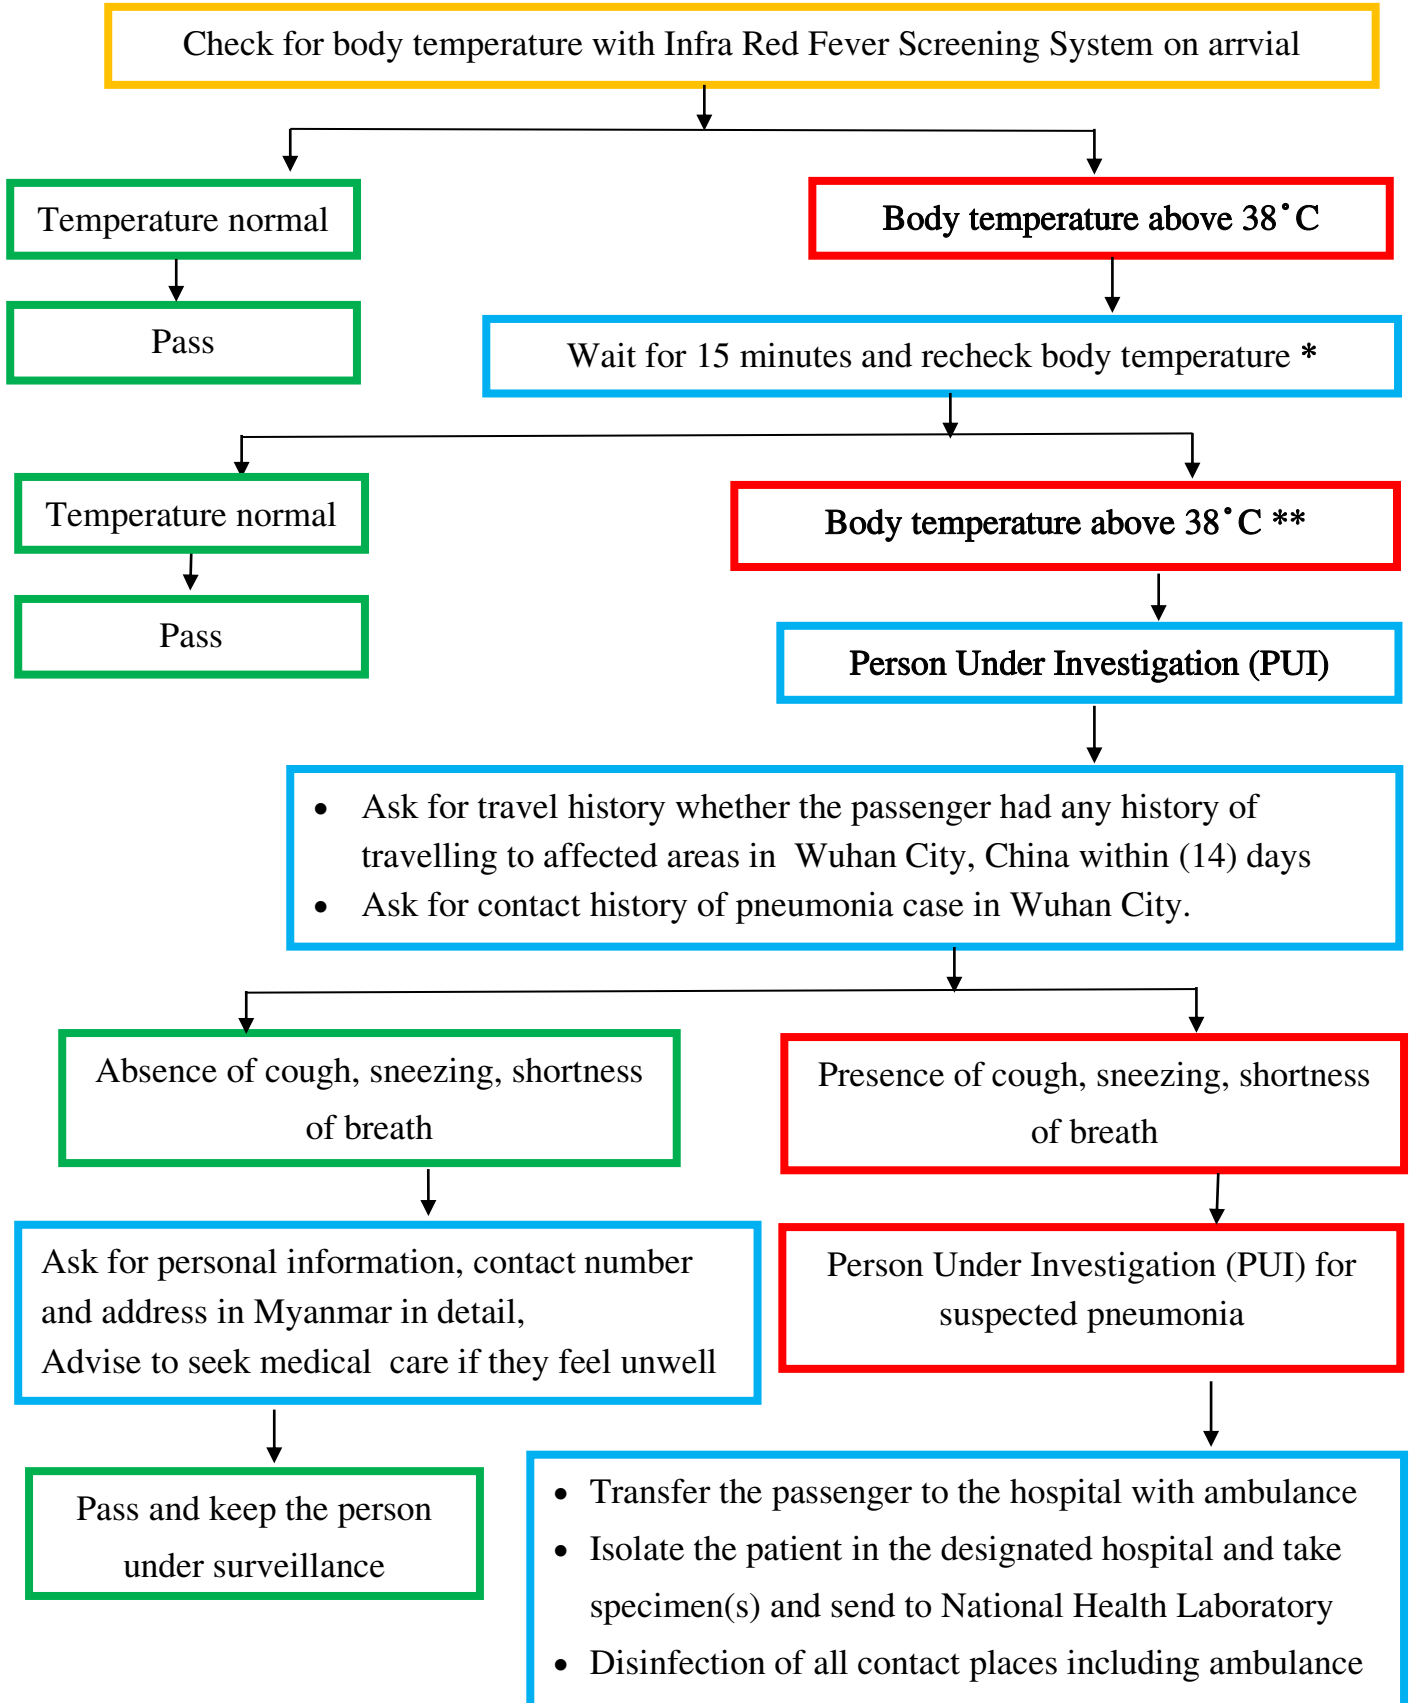 Check for body temperature with Infra Red Fever Screening System on arrvial
Temperature normal
Body temperature above 38˚C
Pass
Wait for 15 minutes and recheck body temperature *
Temperature normal
Body temperature above 38˚C **
Pass
Person Under Investigation (PUI)
• Ask for travel history whether the passenger had any history of
travelling to affected areas in Wuhan City, China within (14) days
• Ask for contact history of pneumonia case in Wuhan City.
Absence of cough, sneezing, shortness
of breath
Presence of cough, sneezing, shortness
of breath
Ask for personal information, contact number
and address in Myanmar in detail,
Advise to seek medical care if they feel unwell
Person Under Investigation (PUI) for
suspected pneumonia
Pass and keep the person
under surveillance
• Transfer the passenger to the hospital with ambulance
• Isolate the patient in the designated hospital and take
specimen(s) and send to National Health Laboratory
• Disinfection of all contact places including ambulance